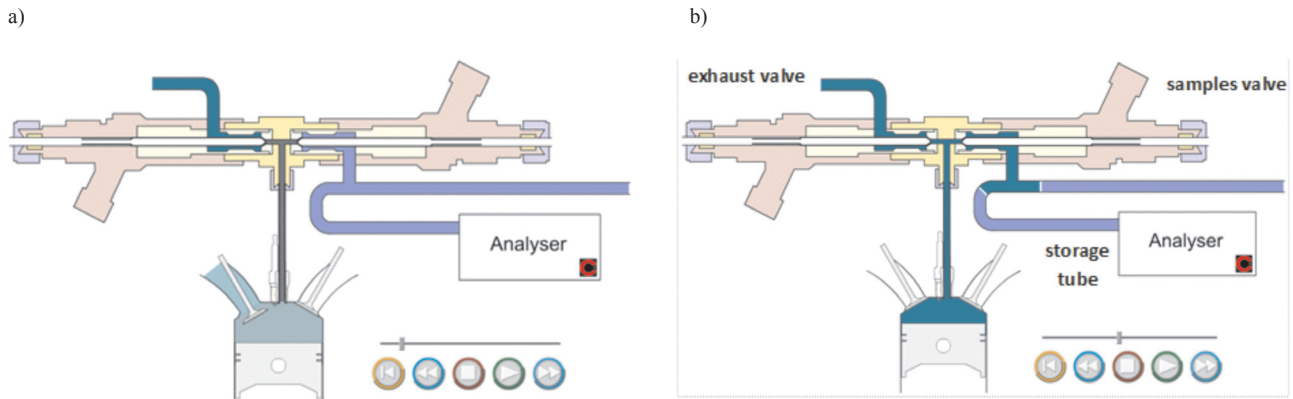 a)
b)
exhaust valve
samples valve
Analyser
storage
tube
Analyser